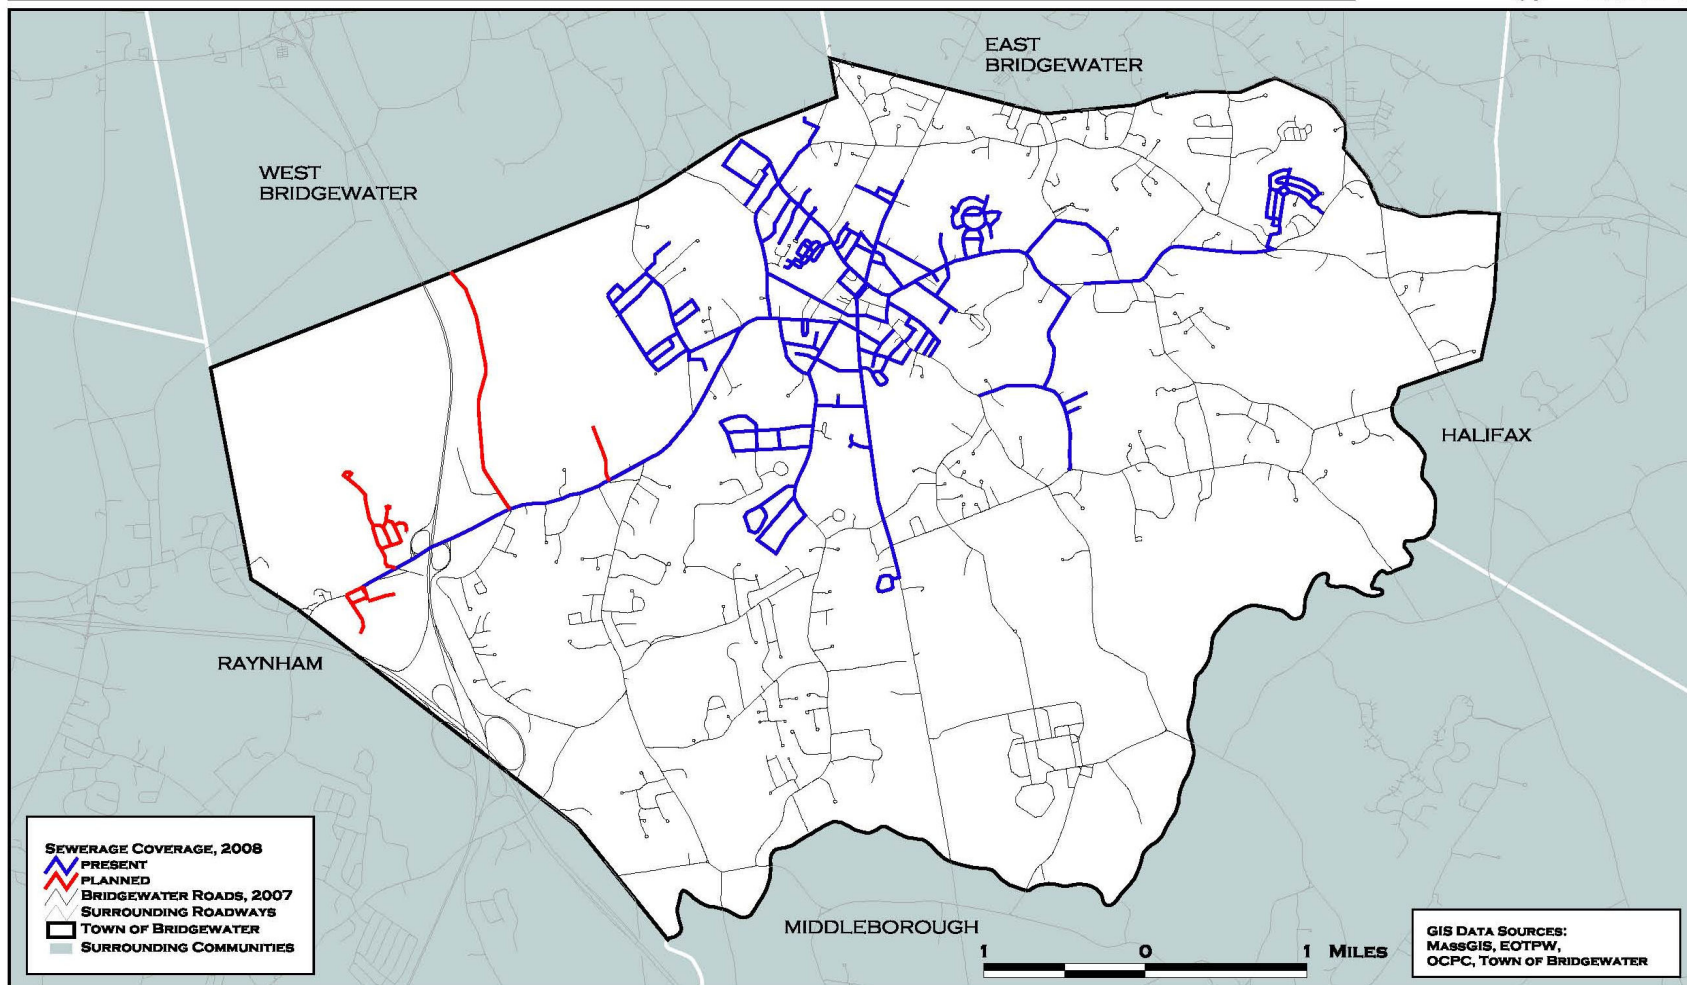 EAST
BRIDGEWATER
WEST
BRIDGEWATER
HALIFAX
RAYNHAM
MIDDLEBOROUGH
SEWERAGE COVERAGE, 2008
PRESENT
PLANNED
BRIDGEWATER ROADS, 2007
SURROUNDING ROADWAYS
TOWN OF BRIDGEWATER
SURROUNDING COMMUNITIES
1 0 1 MILES
GIS DATA SOURCES:
MASSGIS, EOTPW,
OCPC, TOWN OF BRIDGEWATER